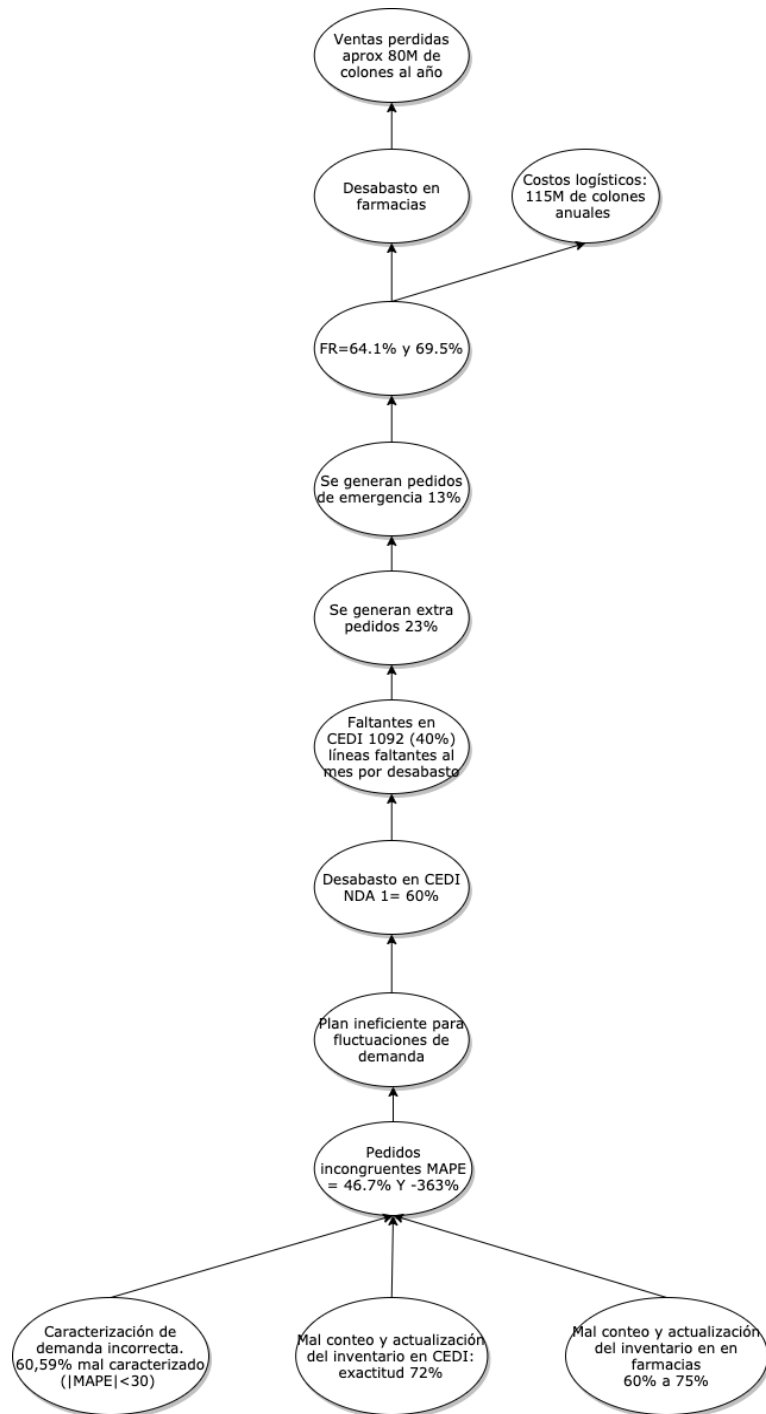 Ventas perdidas
aprox 80M de
colones al año
Desabasto en
farmacias
Costos logísticos:
115M de colones
anuales
FR=64.1% y 69.5%
Se generan pedidos
de emergencia 13%
Se generan extra
pedidos 23%
Faltantes en
CEDI 1092 (40%)
líneas faltantes al
mes por desabasto
Desabasto en CEDI
NDA 1= 60%
Plan ineficiente para
fluctuaciones de
demanda
Pedidos
incongruentes MAPE
= 46.7% Y -363%
Caracterización de
demanda incorrecta.
60,59% mal caracterizado
(|MAPE|<30)
Mal conteo y actualización
del inventario en CEDI:
exactitud 72%
Mal conteo y actualización
del inventario en en
farmacias
60% a 75%